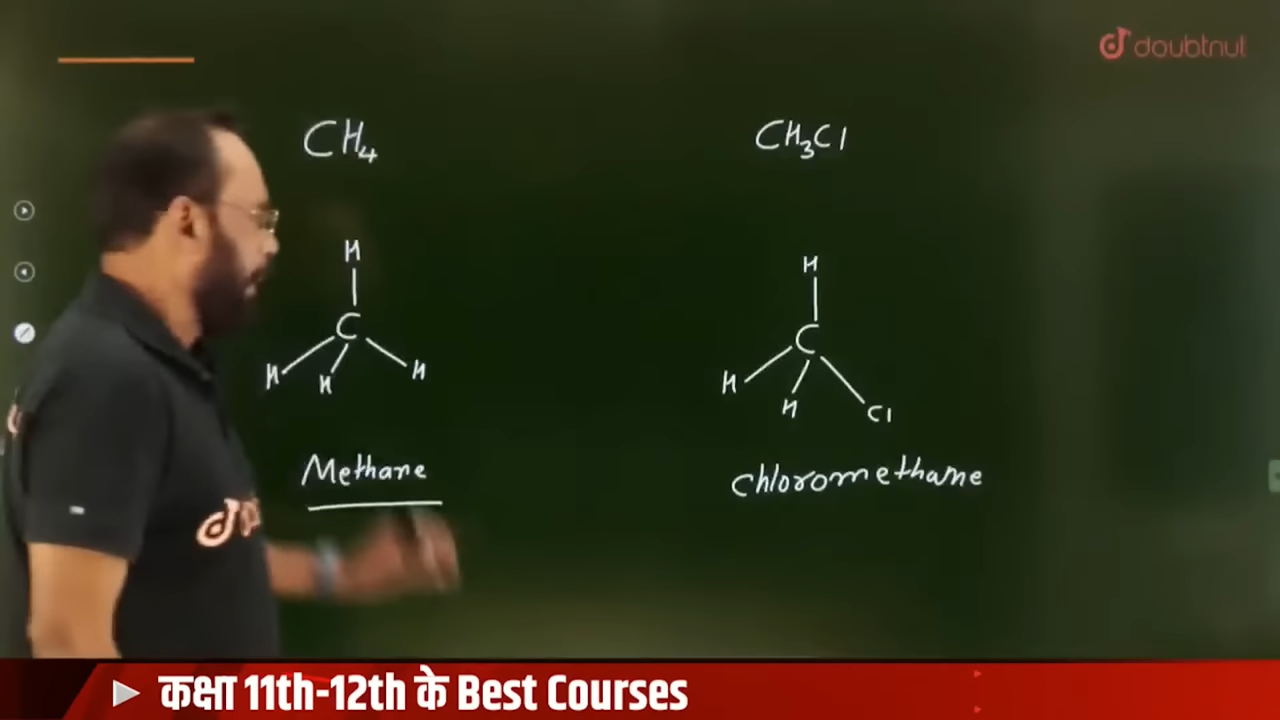 doubtnut
CH₄
CH₃Cl
H
C
H H H
Methane
H
C
H H Cl
chloromethane
कक्षा 11th-12th के Best Courses